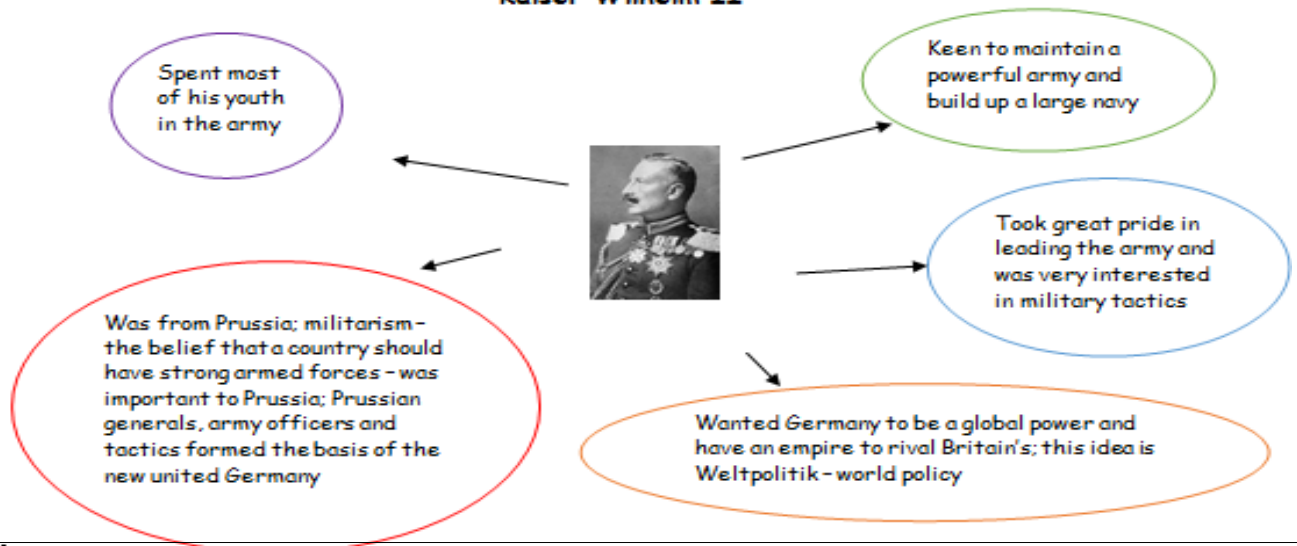 Kaiser Wilhelm II
Spent most
of his youth
in the army
Keen to maintain a
powerful army and
build up a large navy
Took great pride in
leading the army and
was very interested
in military tactics
Was from Prussia; militarism –
the belief that a country should
have strong armed forces – was
important to Prussia; Prussian
generals, army officers and
tactics formed the basis of the
new united Germany
Wanted Germany to be a global power and
have an empire to rival Britain's; this idea is
Weltpolitik – world policy